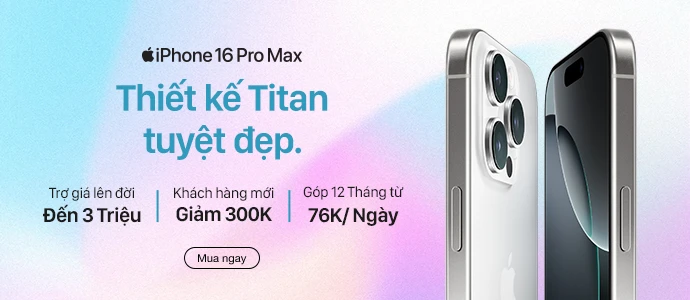 iPhone 16 Pro Max
Thiết kế Titan
tuyệt đẹp.
Trợ giá lên đời
Đến 3 Triệu
Khách hàng mới
Giảm 300K
Góp 12 Tháng từ
76K/ Ngày
Mua ngay